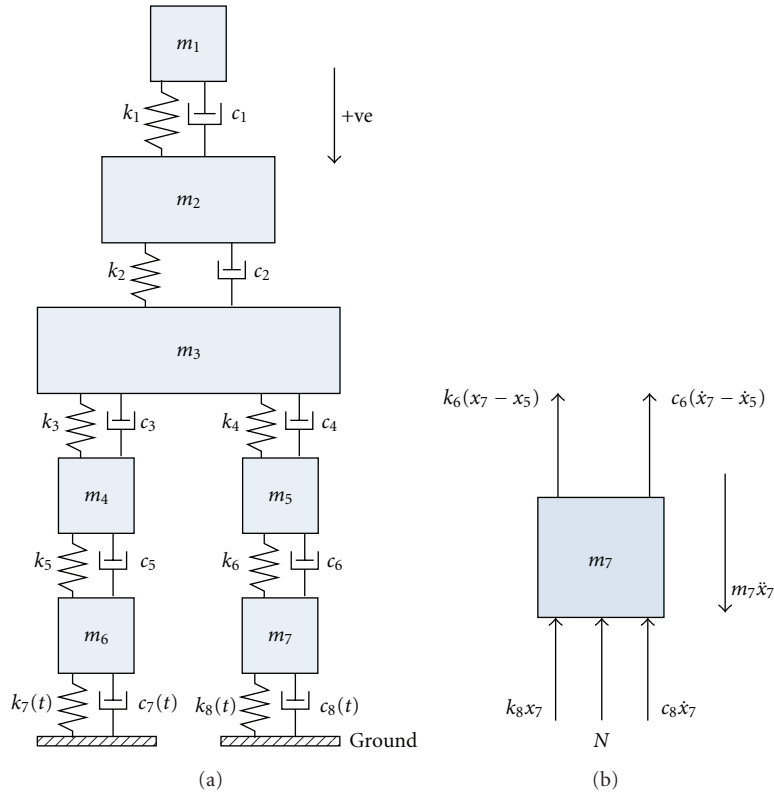 m₁
k₁
c₁
+ve
m₂
k₂
c₂
m₃
k₃
c₃
k₄
c₄
m₄
m₅
k₅
c₅
k₆
c₆
m₆
m₇
k₇(t)
c₇(t)
k₈(t)
c₈(t)
Ground
(a)
k₆(x₇ − x₅)
c₆(ẋ₇ − ẋ₅)
m₇
m₇ẍ₇
k₈x₇
N
c₈ẋ₇
(b)